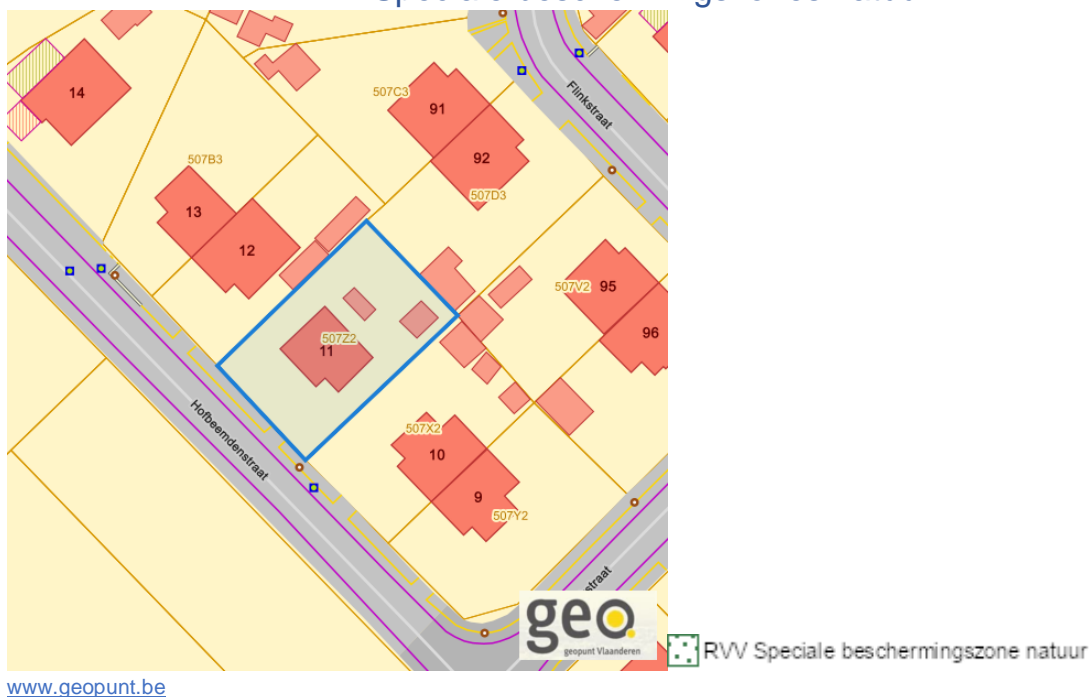 14
507C3
91
92
507D3
Flinkstraat
507B3
13
12
507V2
95
96
507Z2
11
Hofbeemdenstraat
507X2
10
9
507Y2
straat
geo
geopunt Vlaanderen
RVV Speciale beschermingszone natuur
www.geopunt.be